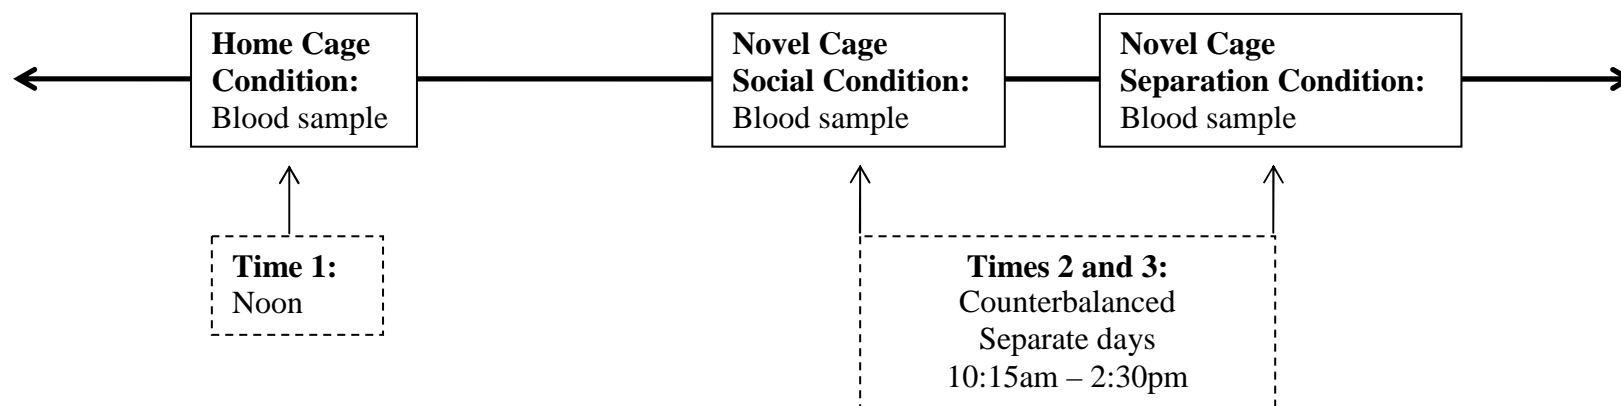 Home Cage
Condition:
Blood sample
Novel Cage
Social Condition:
Blood sample
Novel Cage
Separation Condition:
Blood sample
Time 1:
Noon
Times 2 and 3:
Counterbalanced
Separate days
10:15am – 2:30pm